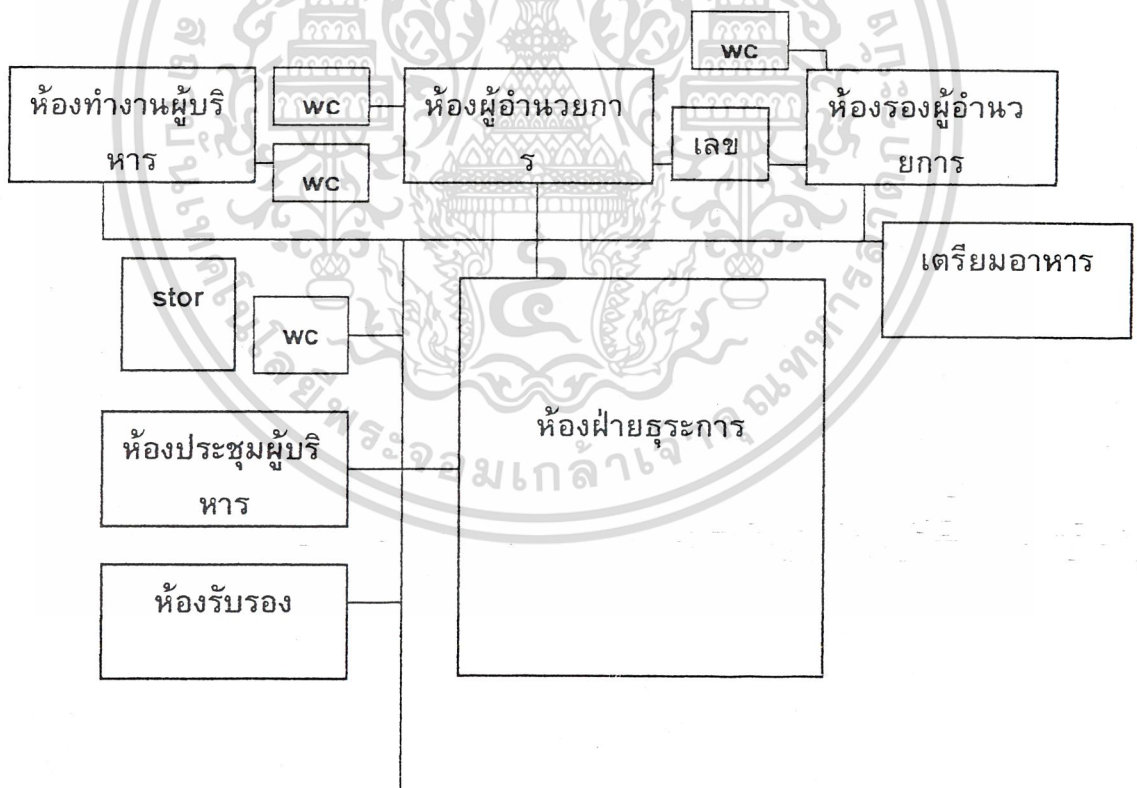 wc
ห้องทำงานผู้บริ
หาร
wc
wc
ห้องผู้อำนวยกา
ร
เลข
ห้องรองผู้อำนว
ยการ
เตรียมอาหาร
stor
wc
ห้องประชุมผู้บริ
หาร
ห้องรับรอง
ห้องฝ่ายธุระการ